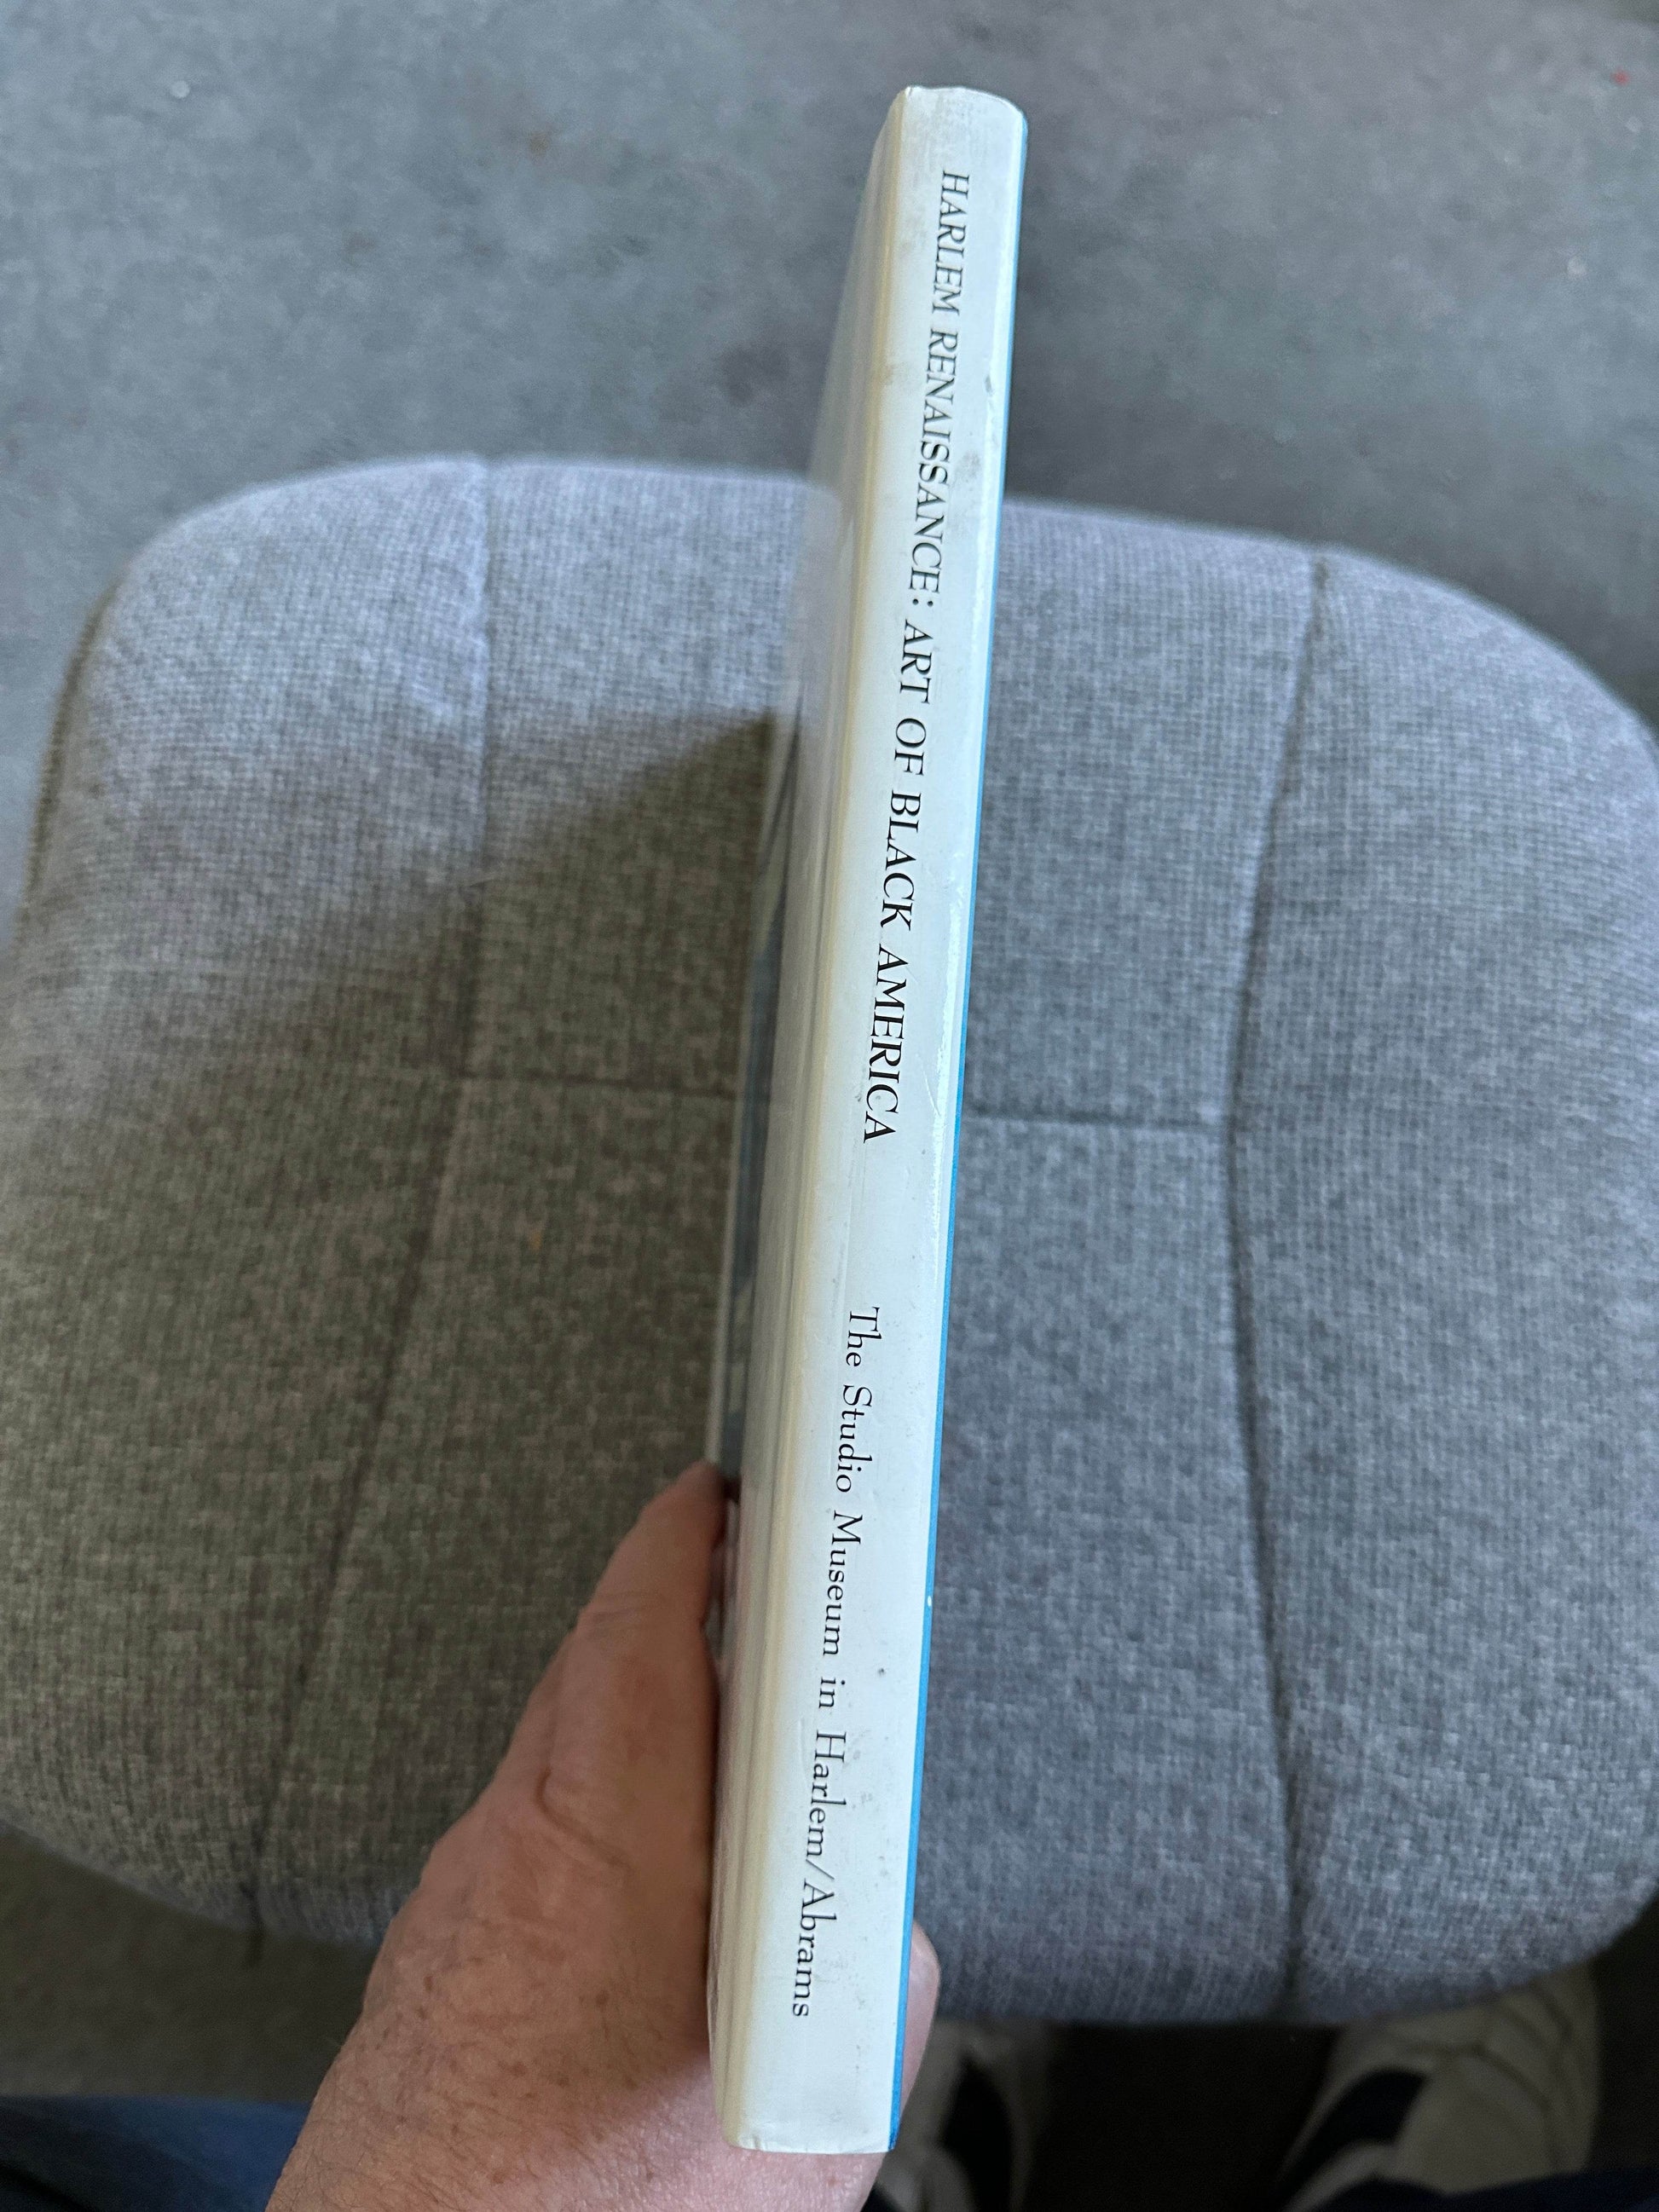 HARLEM RENAISSANCE: ART OF BLACK AMERICA
The Studio Museum in Harlem/Abrams